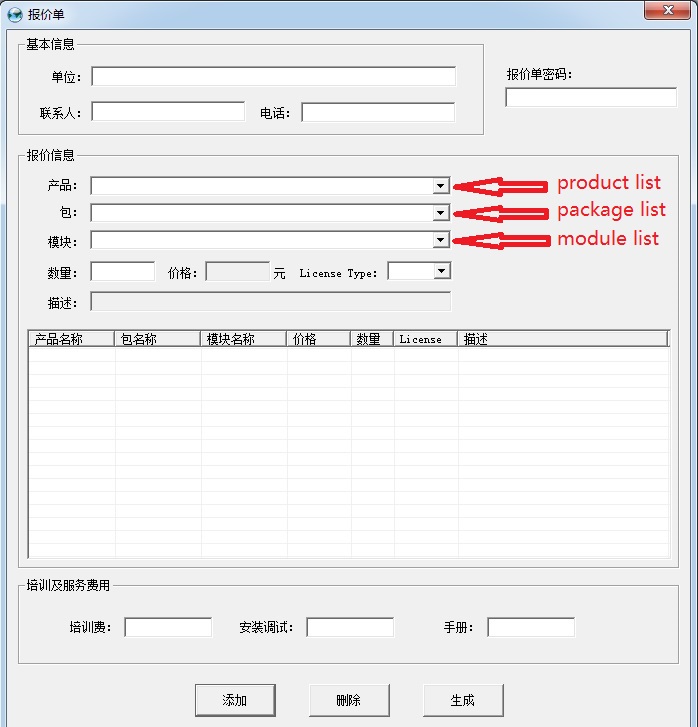 报价单
基本信息
单位：
报价单密码：
联系人： 电话：
报价信息
产品： product list
包： package list
模块： module list
数量： 价格： 元 License Type：
描述：
产品名称 包名称 模块名称 价格 数量 License 描述
培训及服务费用
培训费： 安装调试： 手册：
添加 删除 生成